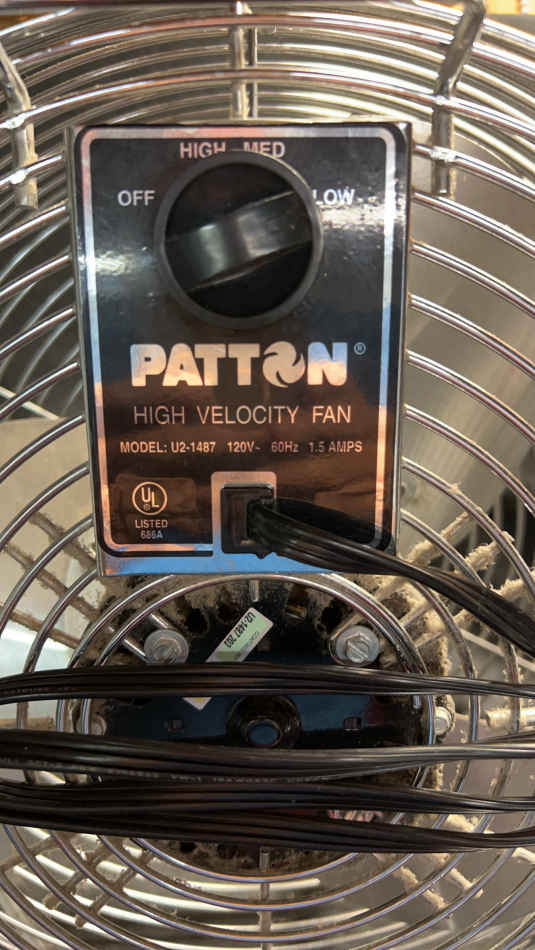 HIGH MED
OFF
LOW
PATTON®
HIGH VELOCITY FAN
MODEL: U2-1487 120V~ 60Hz 1.5 AMPS
UL
LISTED
686A